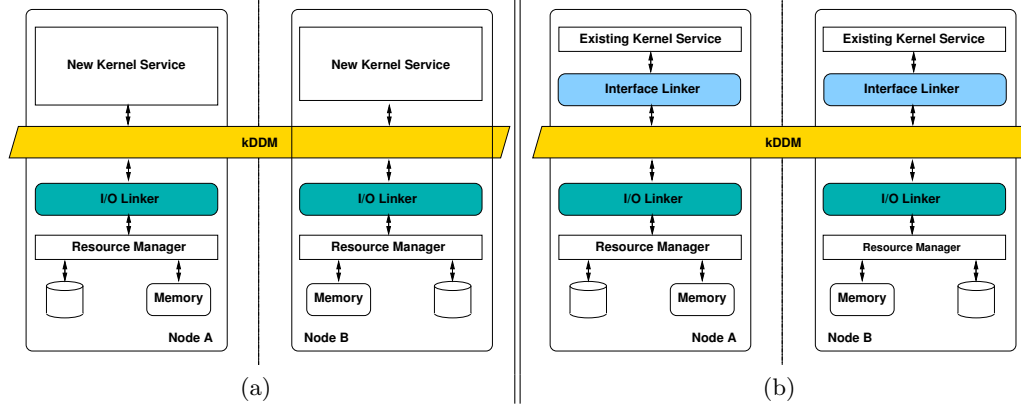 New Kernel Service
New Kernel Service
kDDM
I/O Linker
I/O Linker
Resource Manager
Resource Manager
Memory
Memory
Node A
Node B
(a)
Existing Kernel Service
Existing Kernel Service
Interface Linker
Interface Linker
kDDM
I/O Linker
I/O Linker
Resource Manager
Resource Manager
Memory
Memory
Node A
Node B
(b)